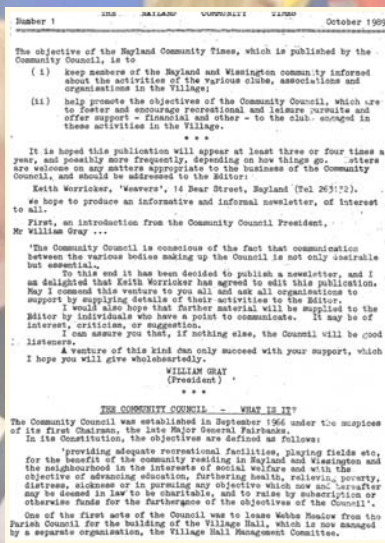 THE NAYLAND COMMUNITY TIMES
Number 1 October 1989
The objective of the Nayland Community Times, which is published by the
Community Council, is to
(i) keep members of the Nayland and Wissington community informed
about the activities of the various clubs, associations and
organisations in the Village;
(ii) help promote the objectives of the Community Council, which are
to foster and encourage recreational and leisure pursuits and
offer support - financial and other - to the clubs engaged in
these activities in the Village.
* * *
It is hoped this publication will appear at least three or four times a
year, and possibly more frequently, depending on how things go. Letters
are welcome on any matters appropriate to the business of the Community
Council, and should be addressed to the Editor:
Keith Worricker, 'Weavers', 14 Bear Street, Nayland (Tel
We hope to produce an informative and informal newsletter, of interest
to all.
First, an introduction from the Community Council President,
Mr William Gray ...
'The Community Council is conscious of the fact that communication
between the various bodies making up the Council is not only desirable
but essential.
To this end it has been decided to publish a newsletter, and I
am delighted that Keith Worricker has agreed to edit this publication.
May I commend this venture to you all and ask all organisations to
support by supplying details of their activities to the Editor.
I would also hope that further material will be supplied to the
Editor by individuals who have a point to communicate. It may be of
interest, criticism, or suggestion.
I can assure you that, if nothing else, the Council will be good
listeners.
A venture of this kind can only succeed with your support, which
I hope you will give wholeheartedly.
WILLIAM GRAY
(President) '
* * *
THE COMMUNITY COUNCIL - WHAT IS IT?
The Community Council was established in September 1966 under the auspices
of its first Chairman, the late Major General Fairbanks.
In its Constitution, the objectives are defined as follows:
'providing adequate recreational facilities, playing fields etc,
for the benefit of the community residing in Nayland and Wissington and
the neighbourhood in the interests of social welfare and with the
objective of advancing education, furthering health, relieving poverty,
distress, sickness or in pursuing any objective which now and hereafter
may be deemed in law to be charitable, and to raise by subscription or
otherwise funds for the furtherance of the objectives of the Council'.
One of the first acts of the Council was to lease Webbs Meadow from the
Parish Council for the building of the Village Hall, which is now managed
by a separate organisation, the Village Hall Management Committee.